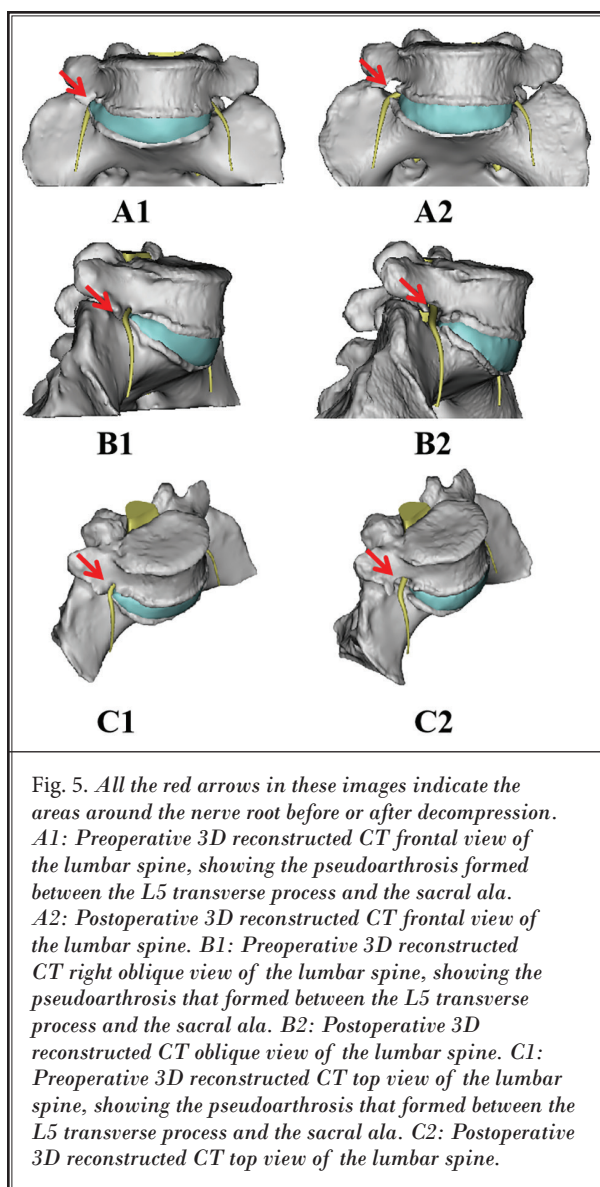 A1
A2
B1
B2
C1
C2
Fig. 5. All the red arrows in these images indicate the
areas around the nerve root before or after decompression.
A1: Preoperative 3D reconstructed CT frontal view of
the lumbar spine, showing the pseudoarthrosis formed
between the L5 transverse process and the sacral ala.
A2: Postoperative 3D reconstructed CT frontal view of
the lumbar spine. B1: Preoperative 3D reconstructed
CT right oblique view of the lumbar spine, showing the
pseudoarthrosis that formed between the L5 transverse
process and the sacral ala. B2: Postoperative 3D
reconstructed CT oblique view of the lumbar spine. C1:
Preoperative 3D reconstructed CT top view of the lumbar
spine, showing the pseudoarthrosis that formed between the
L5 transverse process and the sacral ala. C2: Postoperative
3D reconstructed CT top view of the lumbar spine.